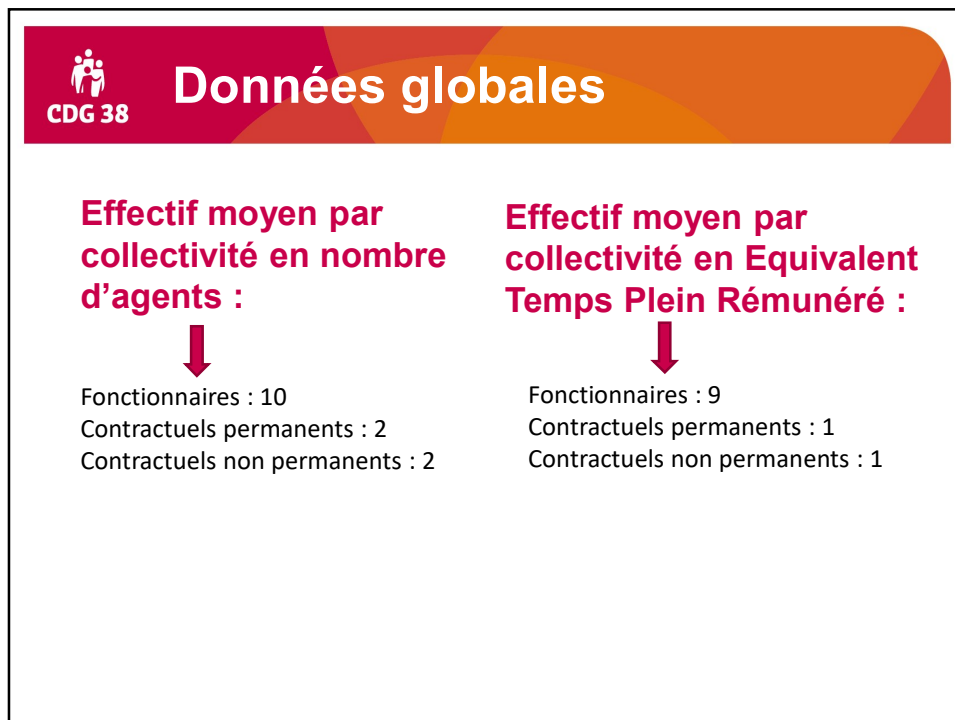 CDG 38
Données globales
Effectif moyen par
collectivité en nombre
d’agents :
Fonctionnaires : 10
Contractuels permanents : 2
Contractuels non permanents : 2
Effectif moyen par
collectivité en Equivalent
Temps Plein Rémunéré :
Fonctionnaires : 9
Contractuels permanents : 1
Contractuels non permanents : 1